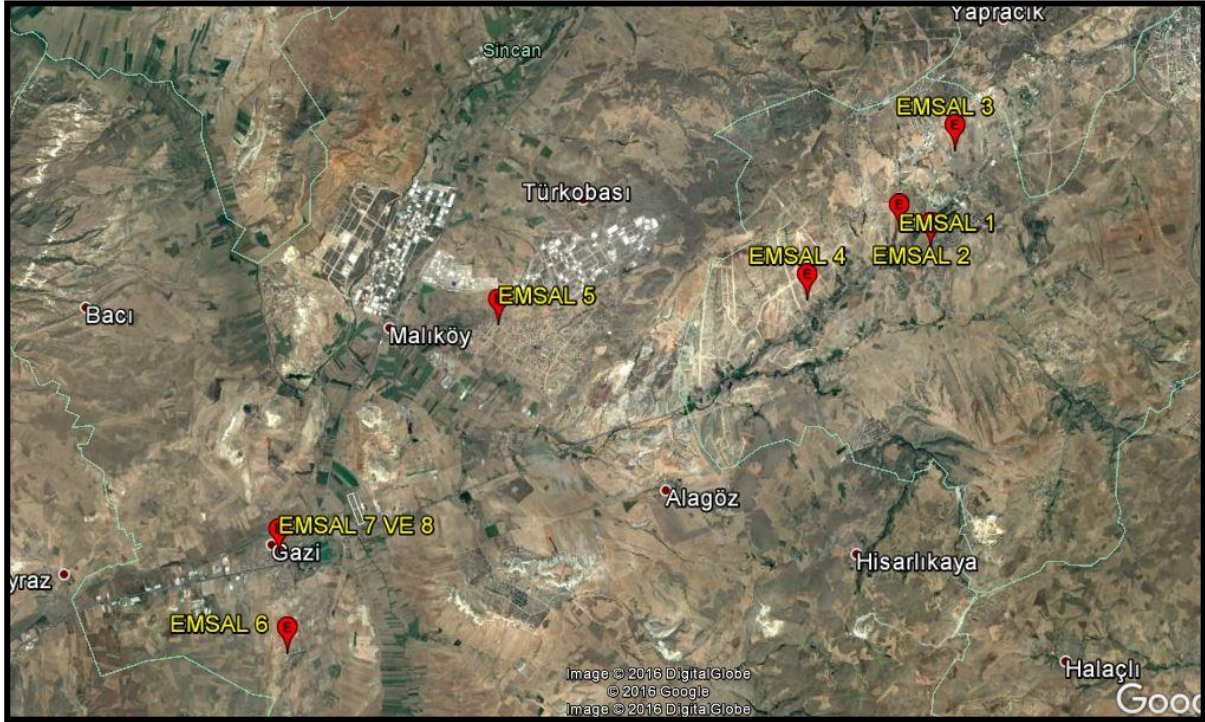 Yapracık
Sincan
EMSAL 3
Türkobası
EMSAL 1
EMSAL 2
EMSAL 4
EMSAL 5
Bacı
Malıköy
Alagöz
EMSAL 7 VE 8
Gazi
Hisarlıkaya
yraz
EMSAL 6
Halaçlı
Image © 2016 DigitalGlobe
© 2016 Google
Image © 2016 DigitalGlobe
Goog